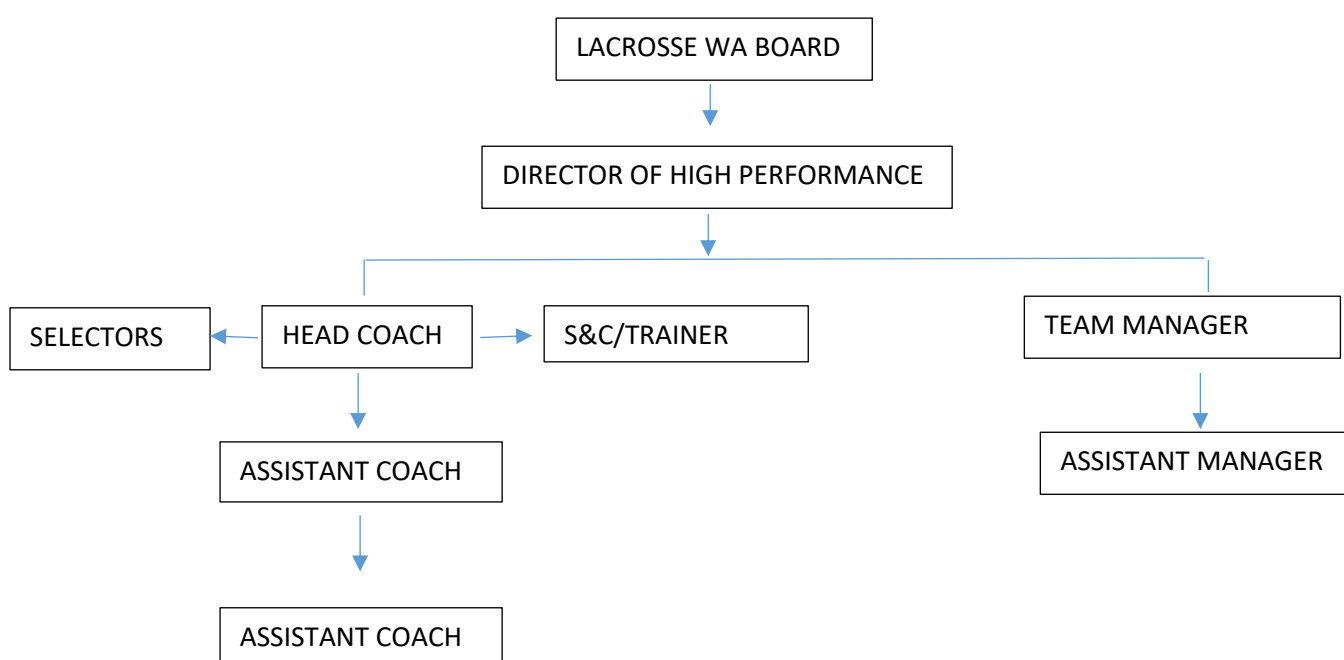 LACROSSE WA BOARD
DIRECTOR OF HIGH PERFORMANCE
SELECTORS
HEAD COACH
S&C/TRAINER
TEAM MANAGER
ASSISTANT COACH
ASSISTANT MANAGER
ASSISTANT COACH